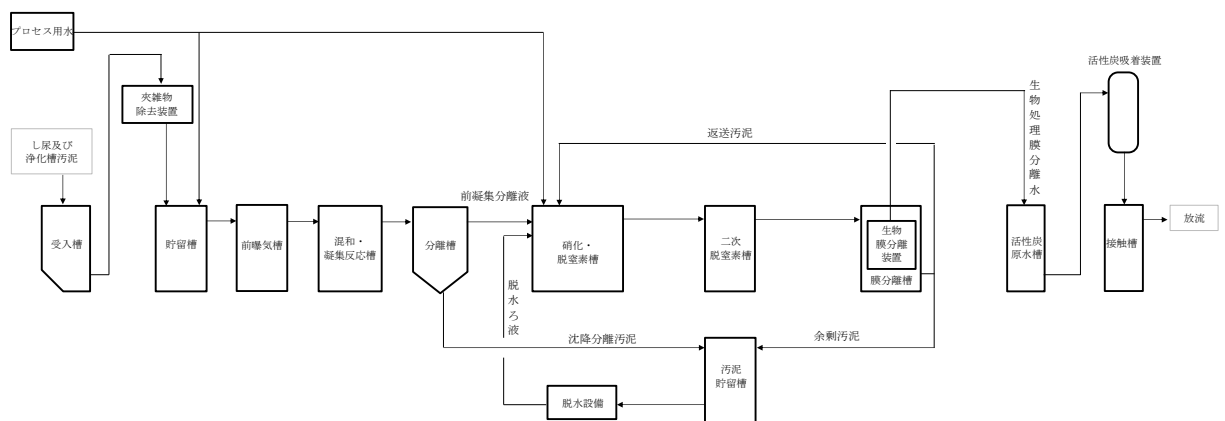 プロセス用水
活性炭吸着装置
夾雑物
除去装置
生物処理膜分離水
し尿及び
浄化槽汚泥
返送汚泥
前凝集分離液
受入槽
貯留槽
前曝気槽
混和・
凝集反応槽
分離槽
硝化・
脱窒素槽
二次
脱窒素槽
生物
膜分離
装置
膜分離槽
活性炭
原水槽
接触槽
放流
脱水ろ液
沈降分離汚泥
余剰汚泥
汚泥
貯留槽
脱水設備